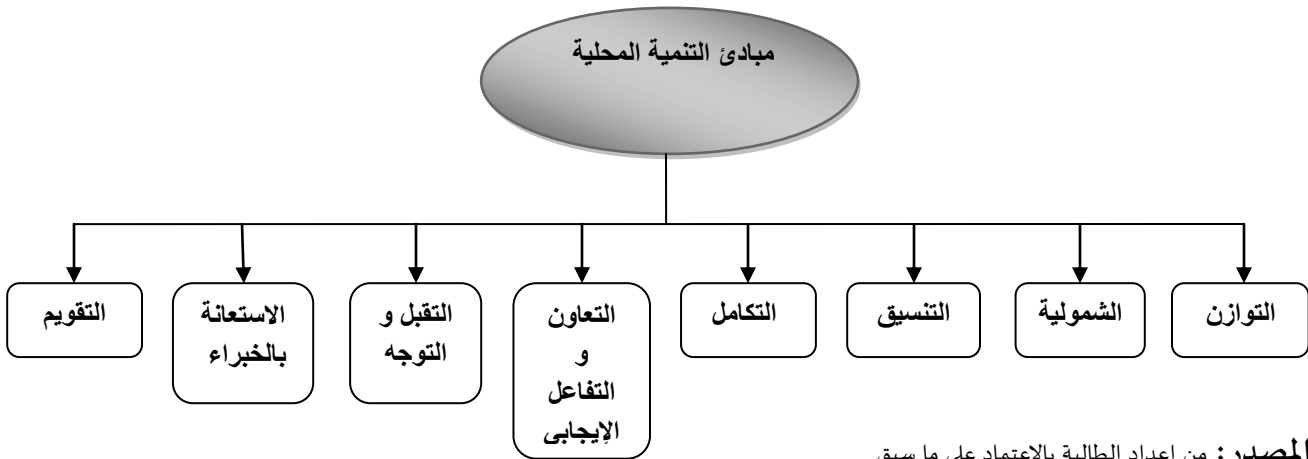 مبادئ التنمية المحلية
التوازن
الشمولية
التنسيق
التكامل
التعاون
و
التفاعل
الإيجابي
التقبل و
التوجه
الاستعانة
بالخبراء
التقويم
المصدر: من إعداد الطالبة بالاعتماد على ما سبق